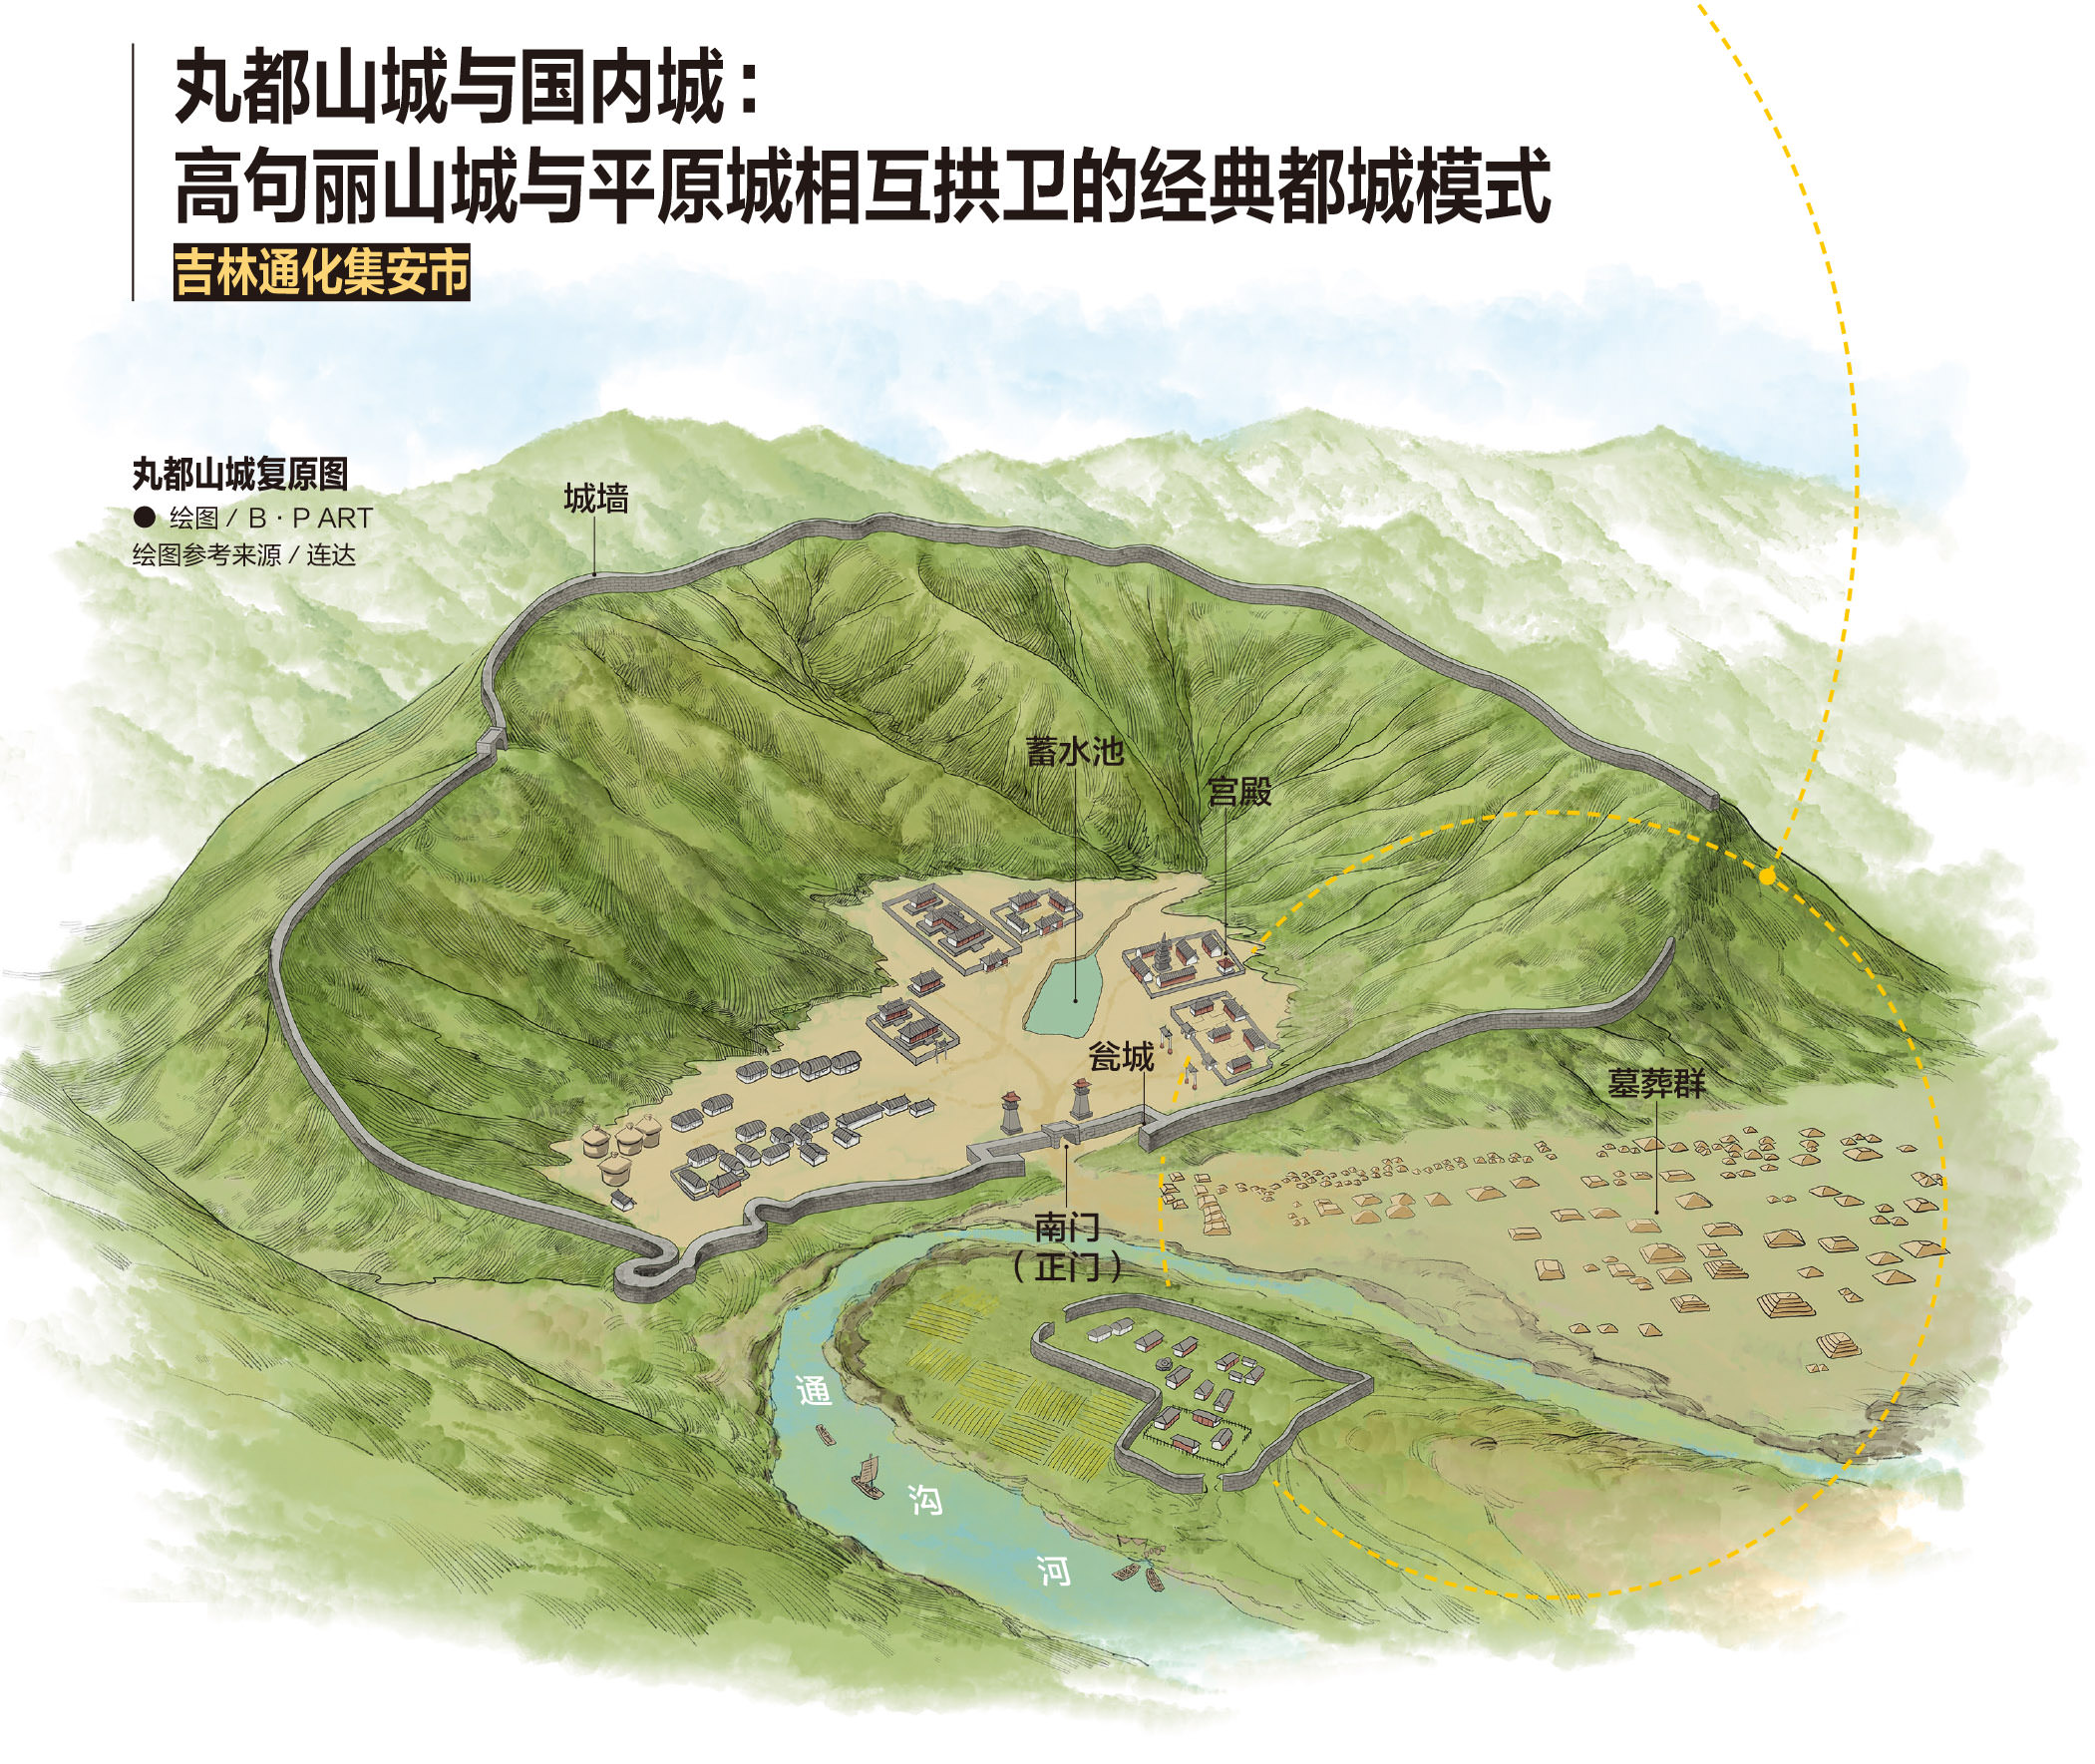 丸都山城与国内城：
高句丽山城与平原城相互拱卫的经典都城模式
吉林通化集安市
丸都山城复原图
● 绘图 / B · P ART
绘图参考来源 / 连达
城墙
蓄水池
宫殿
瓮城
墓葬群
南门
（正门）
通
沟
河